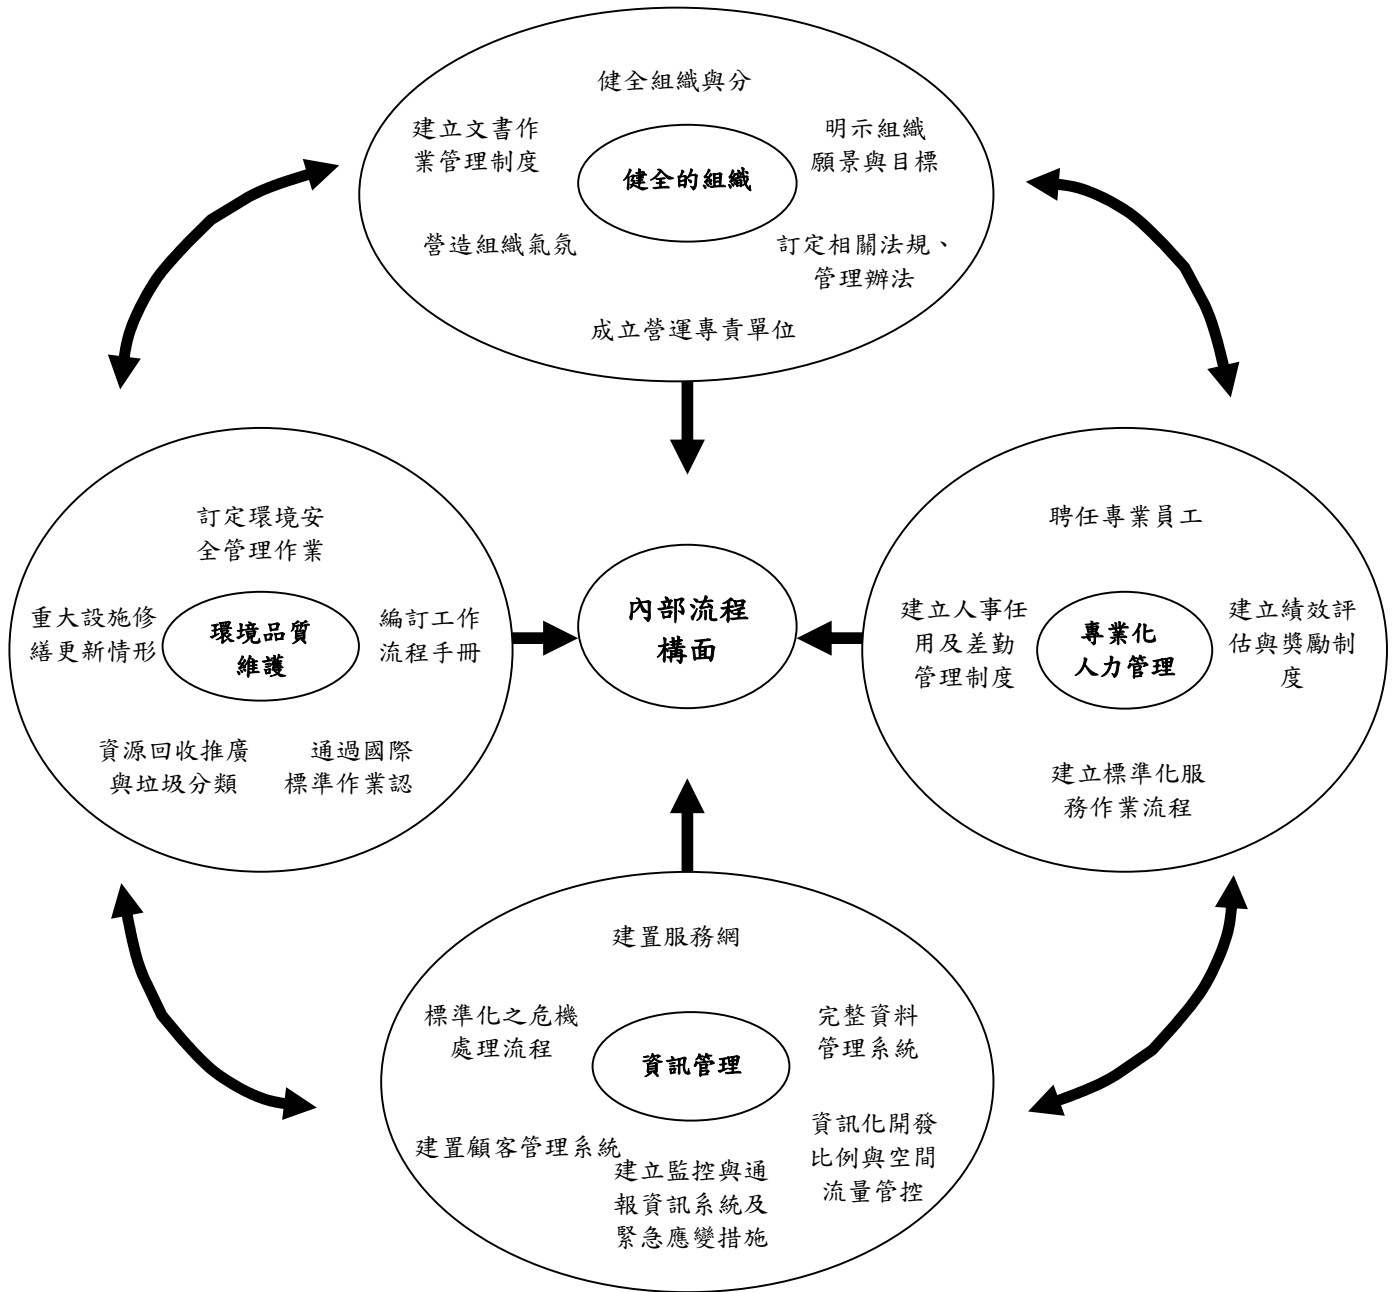 健全組織與分
建立文書作
業管理制度
明示組織
願景與目標
健全的組織
營造組織氣氛
訂定相關法規、
管理辦法
成立營運專責單位
訂定環境安
全管理作業
重大設施修
繕更新情形
環境品質
維護
編訂工作
流程手冊
資源回收推廣
與垃圾分類
通過國際
標準作業認
內部流程
構面
聘任專業員工
建立人事任
用及差勤
管理制度
專業化
人力管理
建立績效評
估與獎勵制
度
建立標準化服
務作業流程
建置服務網
標準化之危機
處理流程
資訊管理
完整資料
管理系統
建置顧客管理系統
建立監控與通
報資訊系統及
緊急應變措施
資訊化開發
比例與空間
流量管控